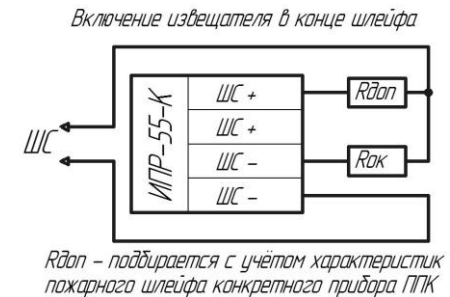 Включение извещателя в конце шлейфа
ИПР-55-К
ШС +
Rдоп
ШС +
ШС
ШС -
Rок
ШС -
Rдоп - подбирается с учётом характеристик
пожарного шлейфа конкретного прибора ППК